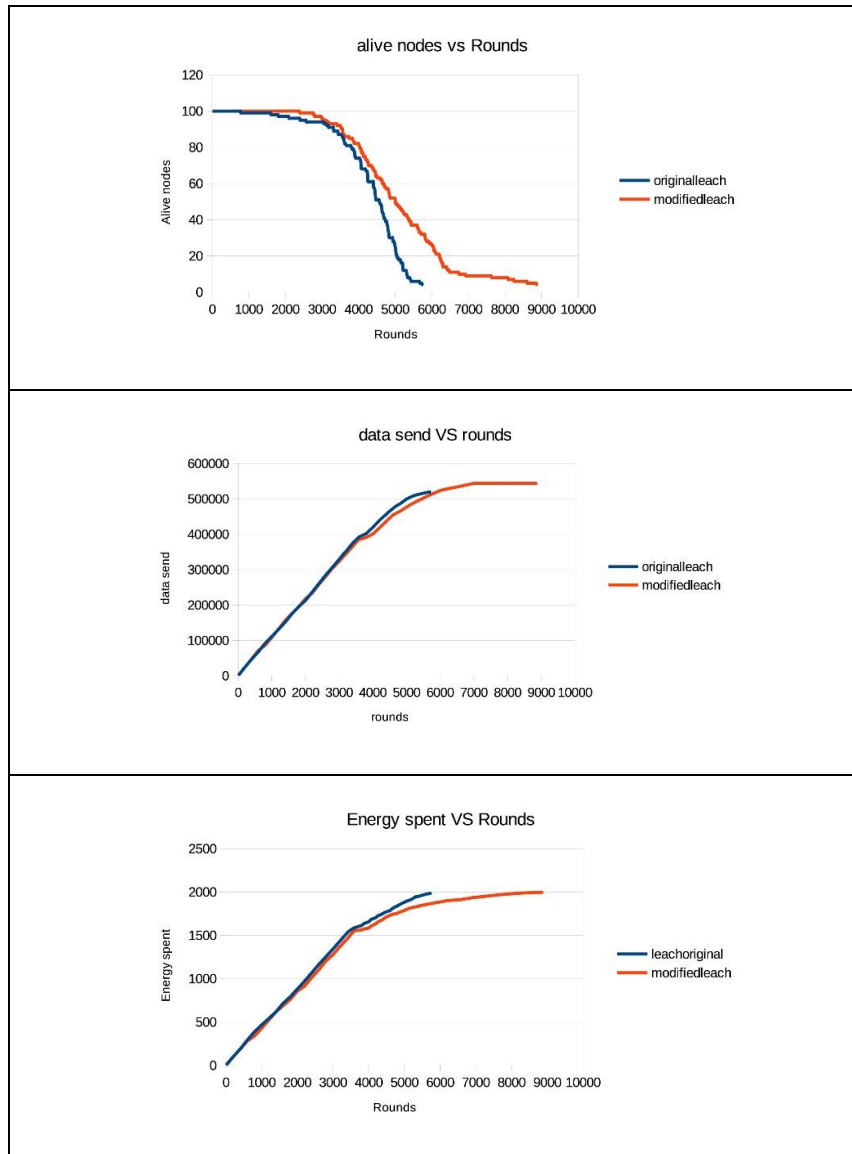 alive nodes vs Rounds
120
100
80
60
40
20
0
Alive nodes
0 1000 2000 3000 4000 5000 6000 7000 8000 9000 10000
Rounds
originalleach
modifiedleach
data send VS rounds
600000
500000
400000
300000
200000
100000
0
data send
0 1000 2000 3000 4000 5000 6000 7000 8000 9000 10000
rounds
originalleach
modifiedleach
Energy spent VS Rounds
2500
2000
1500
1000
500
0
Energy spent
0 1000 2000 3000 4000 5000 6000 7000 8000 9000 10000
Rounds
leachoriginal
modifiedleach